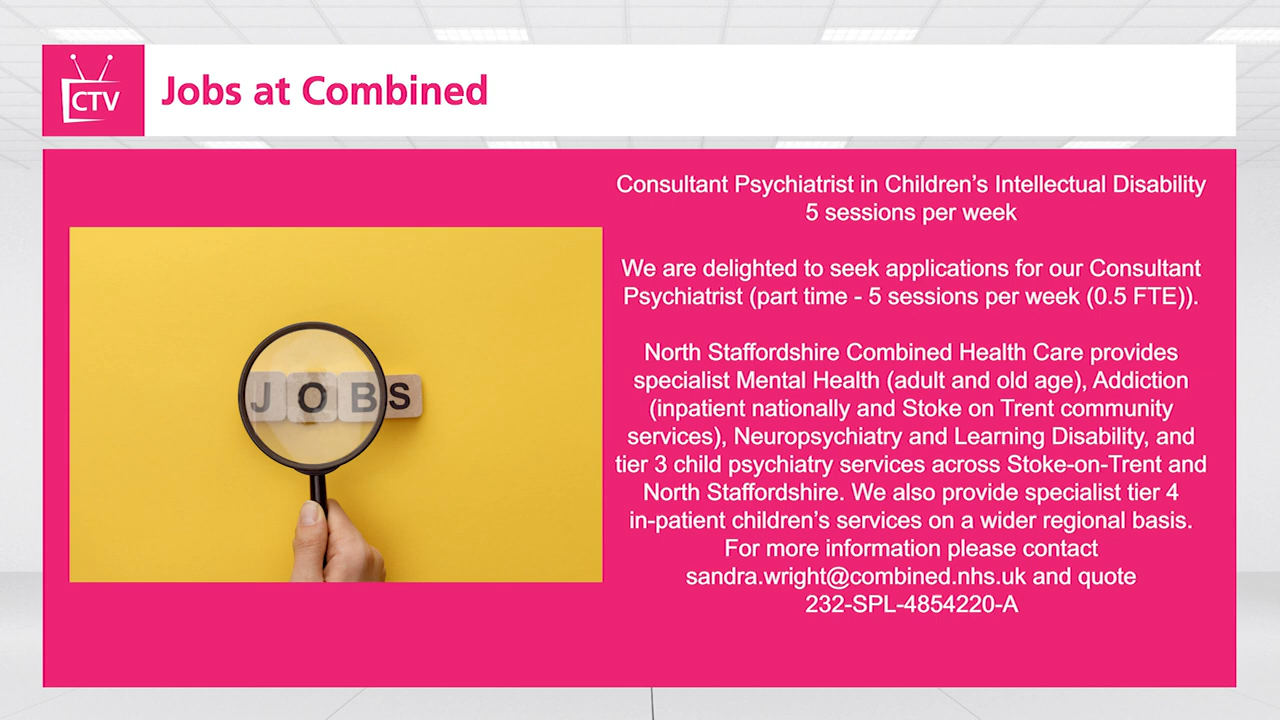 CTV
Jobs at Combined
Consultant Psychiatrist in Children’s Intellectual Disability
5 sessions per week
We are delighted to seek applications for our Consultant
Psychiatrist (part time - 5 sessions per week (0.5 FTE)).
North Staffordshire Combined Health Care provides
specialist Mental Health (adult and old age), Addiction
(inpatient nationally and Stoke on Trent community
services), Neuropsychiatry and Learning Disability, and
tier 3 child psychiatry services across Stoke-on-Trent and
North Staffordshire. We also provide specialist tier 4
in-patient children’s services on a wider regional basis.
For more information please contact
sandra.wright@combined.nhs.uk and quote
232-SPL-4854220-A
JOBS